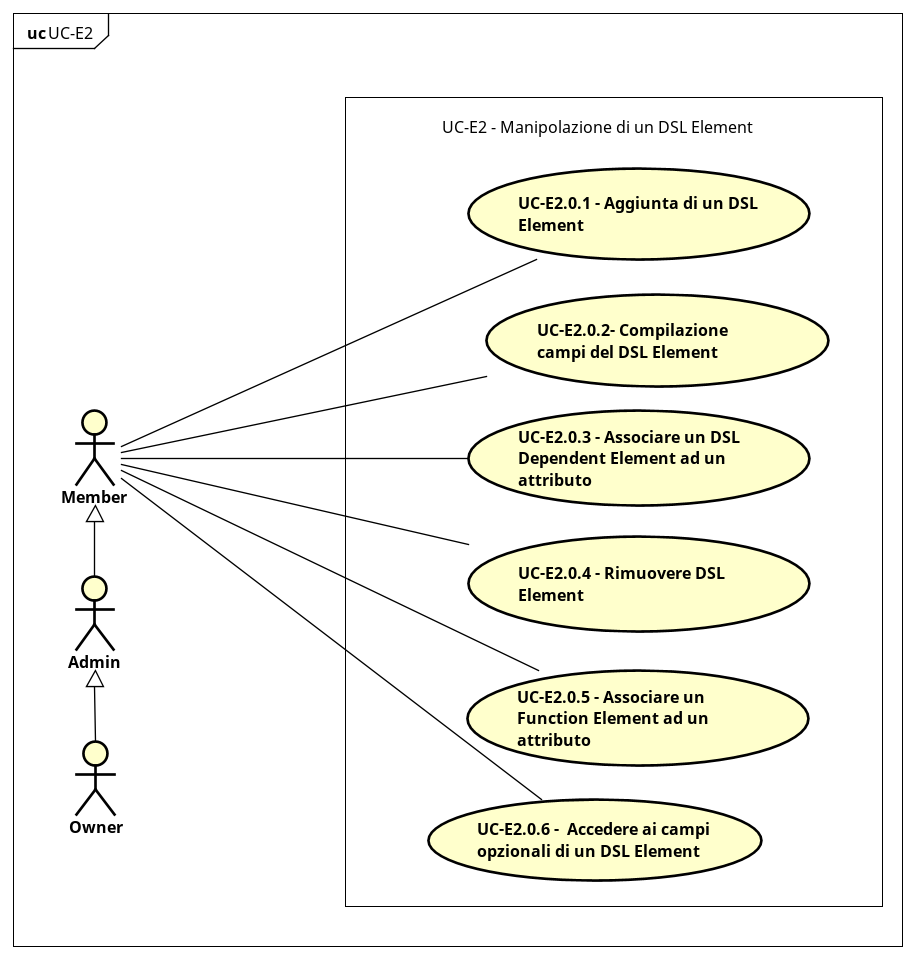 uc UC-E2
UC-E2 - Manipolazione di un DSL Element
UC-E2.0.1 - Aggiunta di un DSL
Element
UC-E2.0.2- Compilazione
campi del DSL Element
UC-E2.0.3 - Associare un DSL
Dependent Element ad un
attributo
Member
UC-E2.0.4 - Rimuovere DSL
Element
Admin
UC-E2.0.5 - Associare un
Function Element ad un
attributo
Owner
UC-E2.0.6 -  Accedere ai campi
opzionali di un DSL Element